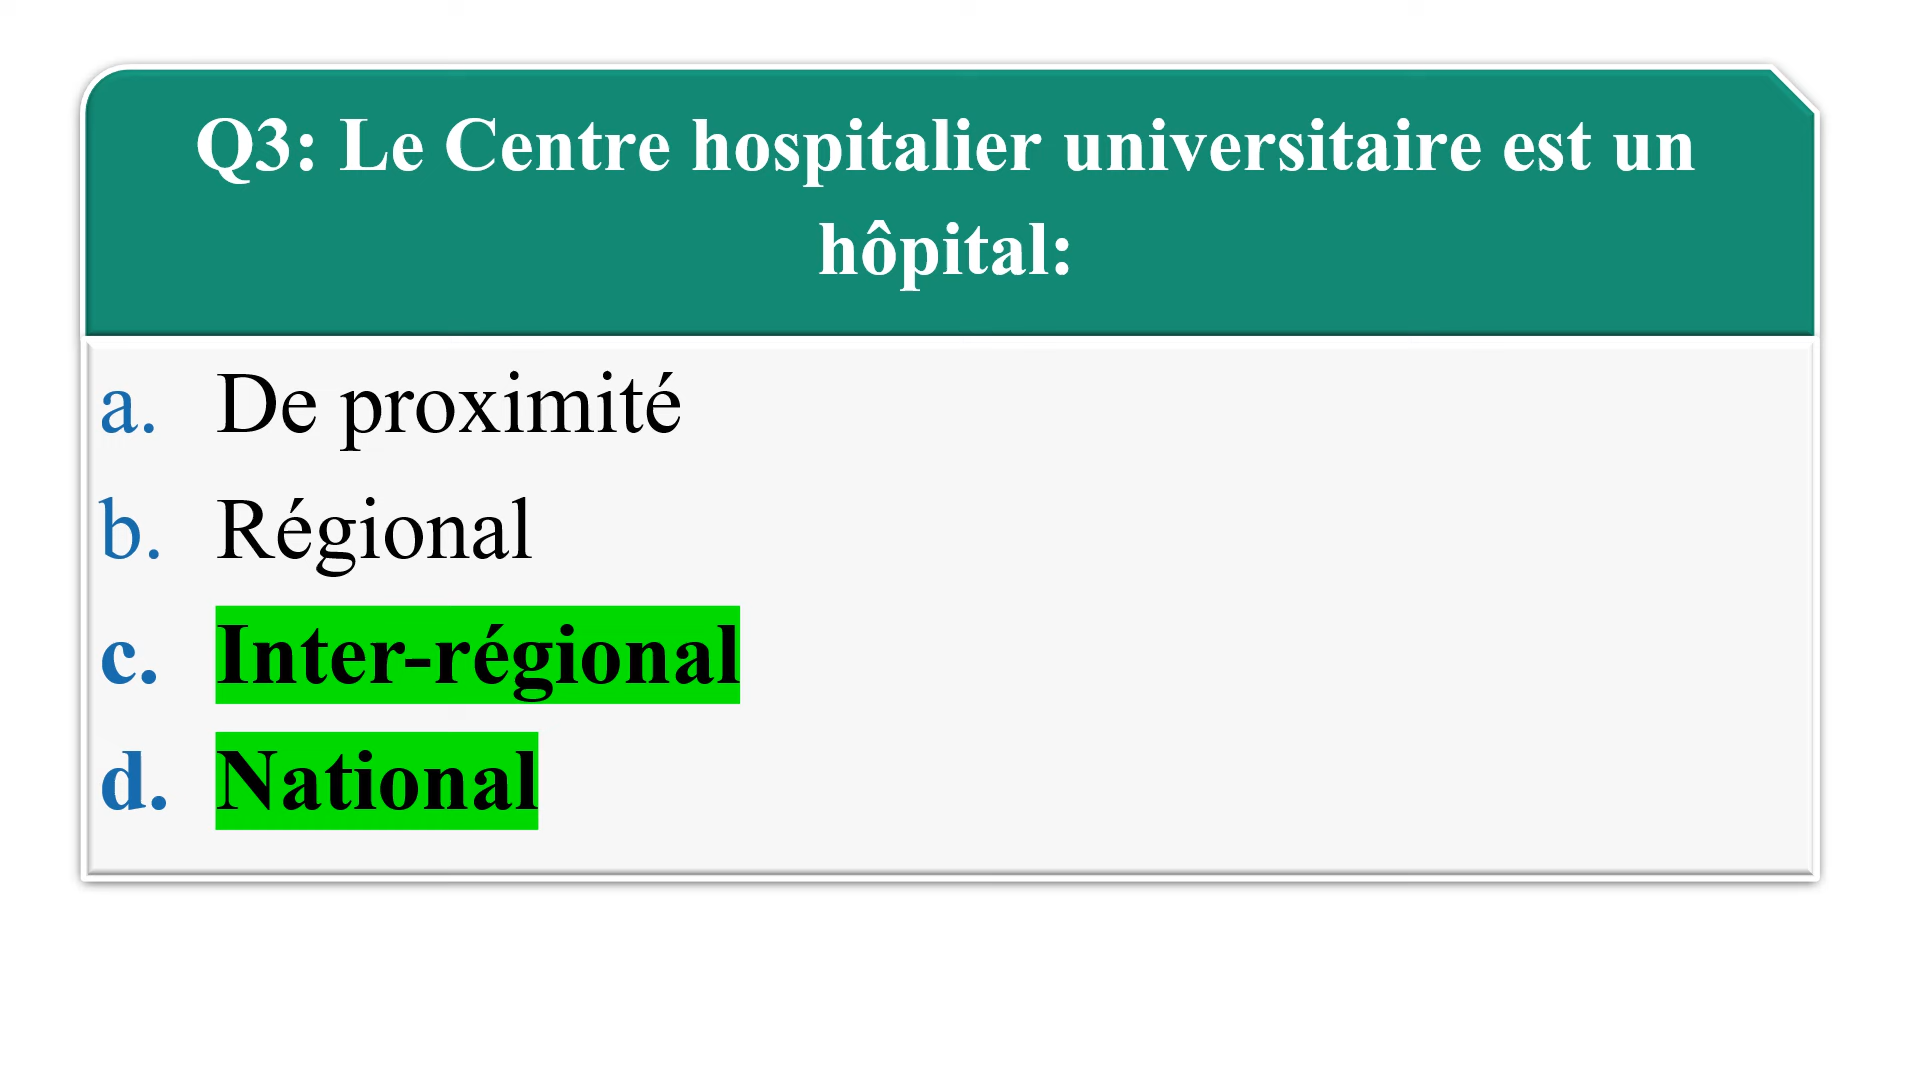 Q3: Le Centre hospitalier universitaire est un
hôpital:
a. De proximité
b. Régional
c. Inter-régional
d. National